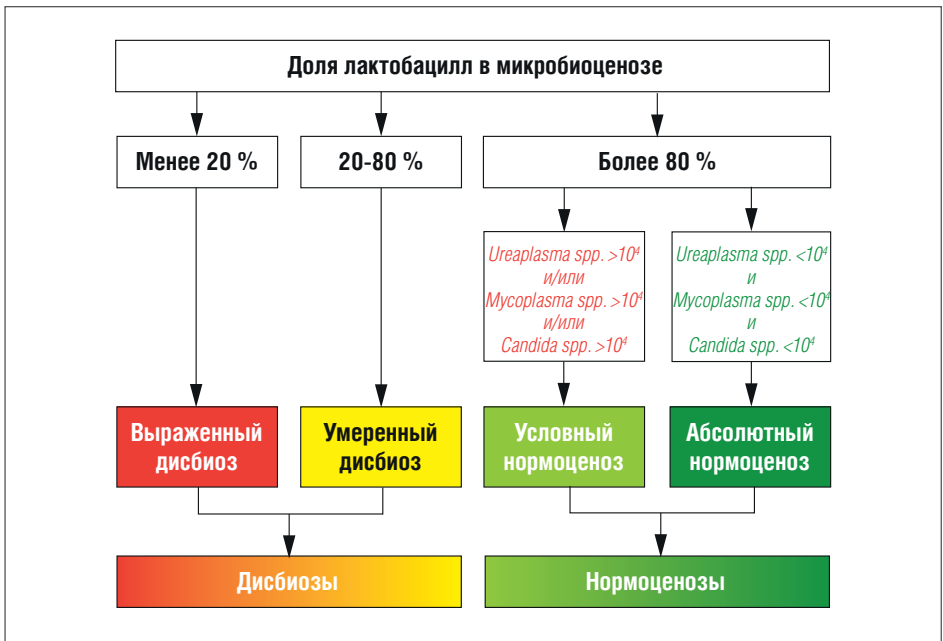 Доля лактобацилл в микробиоценозе
Менее 20 %
20-80 %
Более 80 %
Ureaplasma spp. >10⁴
и/или
Mycoplasma spp. >10⁴
и/или
Candida spp. >10⁴
Ureaplasma spp. <10⁴
и
Mycoplasma spp. <10⁴
и
Candida spp. <10⁴
Выраженный
дисбиоз
Умеренный
дисбиоз
Условный
нормоценоз
Абсолютный
нормоценоз
Дисбиозы
Нормоценозы